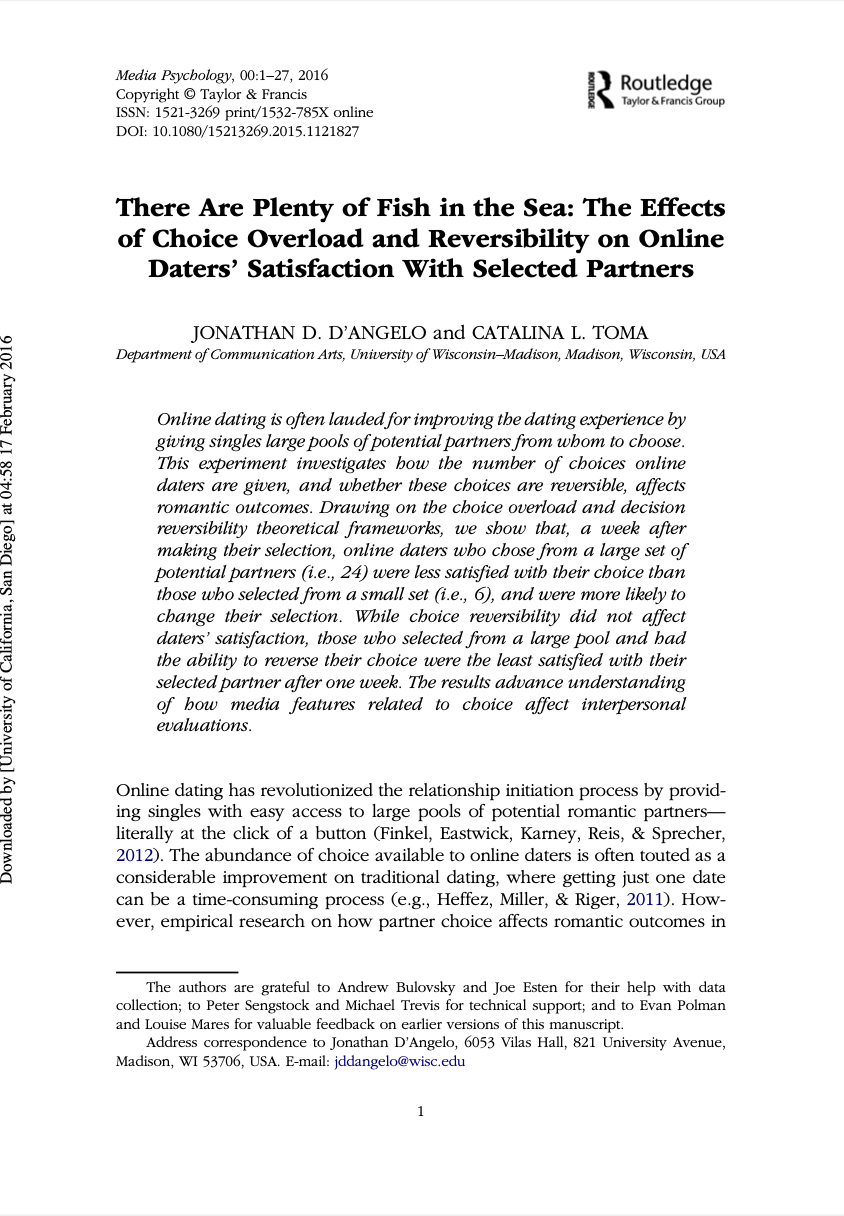 Media Psychology, 00:1–27, 2016
Copyright © Taylor & Francis
ISSN: 1521-3269 print/1532-785X online
DOI: 10.1080/15213269.2015.1121827
ROUTLEDGE
Routledge
Taylor & Francis Group
There Are Plenty of Fish in the Sea: The Effects
of Choice Overload and Reversibility on Online
Daters’ Satisfaction With Selected Partners
JONATHAN D. D’ANGELO and CATALINA L. TOMA
Department of Communication Arts, University of Wisconsin–Madison, Madison, Wisconsin, USA
Online dating is often lauded for improving the dating experience by
giving singles large pools of potential partners from whom to choose.
This experiment investigates how the number of choices online
daters are given, and whether these choices are reversible, affects
romantic outcomes. Drawing on the choice overload and decision
reversibility theoretical frameworks, we show that, a week after
making their selection, online daters who chose from a large set of
potential partners (i.e., 24) were less satisfied with their choice than
those who selected from a small set (i.e., 6), and were more likely to
change their selection. While choice reversibility did not affect
daters’ satisfaction, those who selected from a large pool and had
the ability to reverse their choice were the least satisfied with their
selected partner after one week. The results advance understanding
of how media features related to choice affect interpersonal
evaluations.
Online dating has revolutionized the relationship initiation process by provid-
ing singles with easy access to large pools of potential romantic partners—
literally at the click of a button (Finkel, Eastwick, Karney, Reis, & Sprecher,
2012). The abundance of choice available to online daters is often touted as a
considerable improvement on traditional dating, where getting just one date
can be a time-consuming process (e.g., Heffez, Miller, & Riger, 2011). How-
ever, empirical research on how partner choice affects romantic outcomes in
The authors are grateful to Andrew Bulovsky and Joe Esten for their help with data
collection; to Peter Sengstock and Michael Trevis for technical support; and to Evan Polman
and Louise Mares for valuable feedback on earlier versions of this manuscript.
Address correspondence to Jonathan D’Angelo, 6053 Vilas Hall, 821 University Avenue,
Madison, WI 53706, USA. E-mail: jddangelo@wisc.edu
1
Downloaded by [University of California, San Diego] at 04:58 17 February 2016